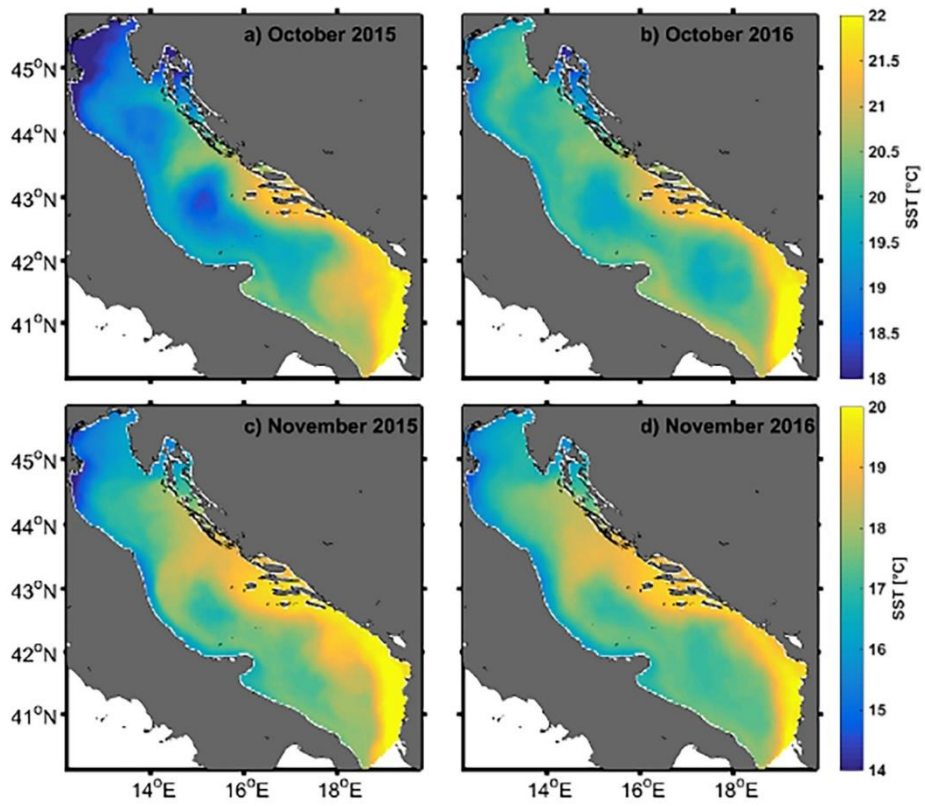 a) October 2015
b) October 2016
45°N
44°N
43°N
42°N
41°N
22
21.5
21
20.5
20
19.5
19
18.5
18
SST [°C]
c) November 2015
d) November 2016
45°N
44°N
43°N
42°N
41°N
20
19
18
17
16
15
14
SST [°C]
14°E
16°E
18°E
14°E
16°E
18°E